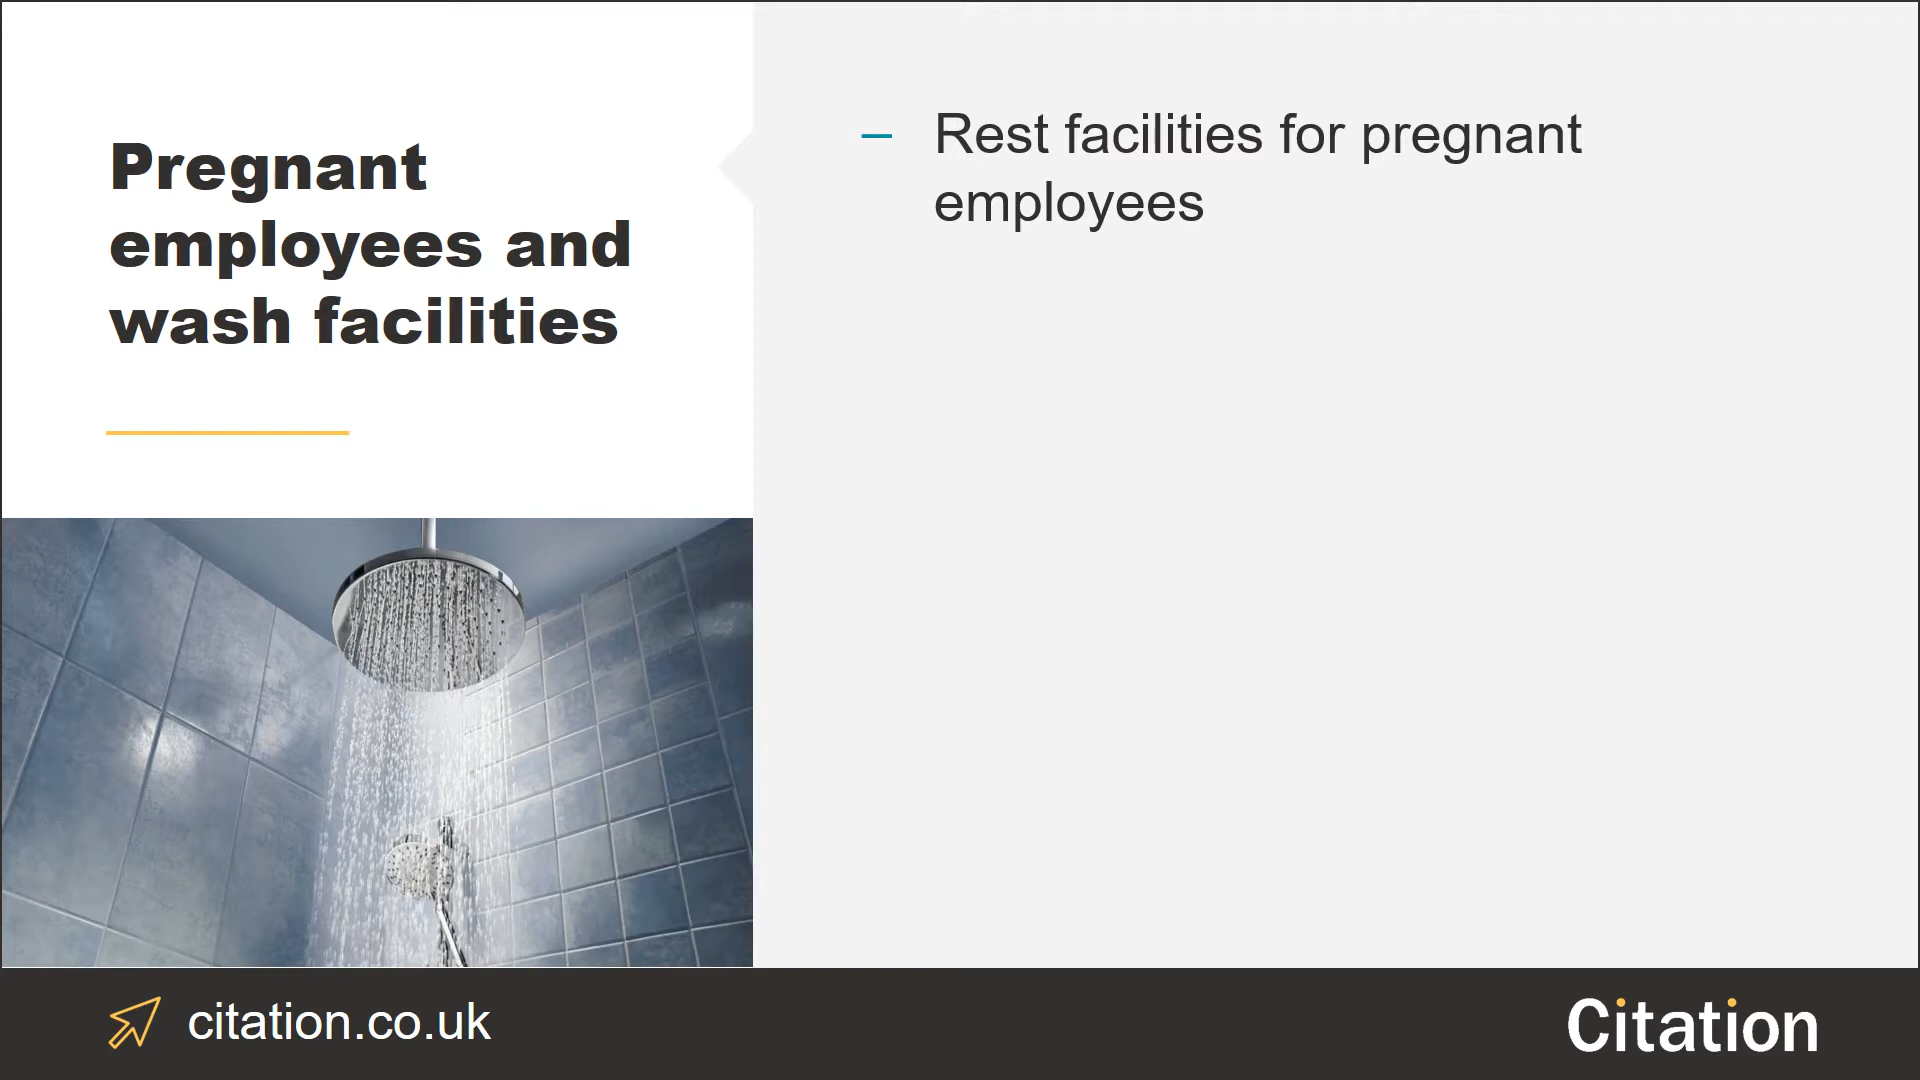 Pregnant
employees and
wash facilities
– Rest facilities for pregnant
employees
citation.co.uk
Citation